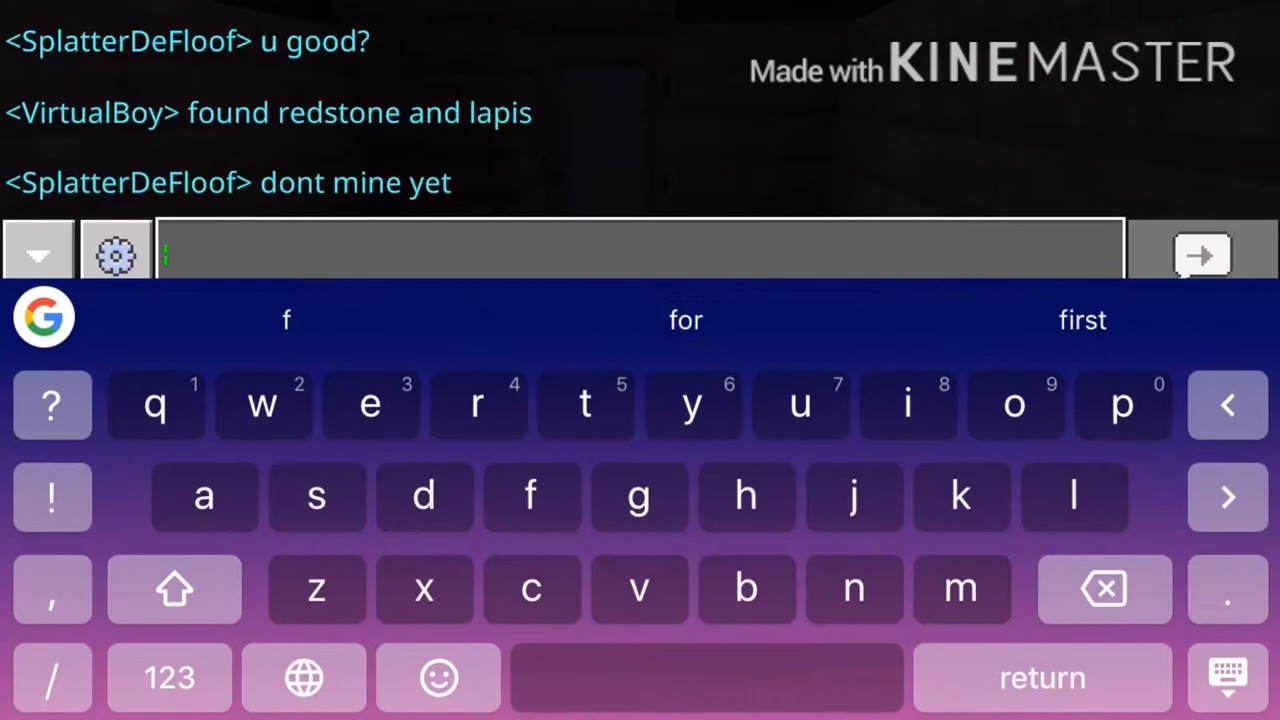 <SplatterDeFloof> u good?
Made with KINEMASTER
<VirtualBoy> found redstone and lapis
<SplatterDeFloof> dont mine yet
f for first
? q 1 w 2 e 3 r 4 t 5 y 6 u 7 i 8 o 9 p 0 <
! a s d f g h j k l >
, z x c v b n m .
/ 123 return